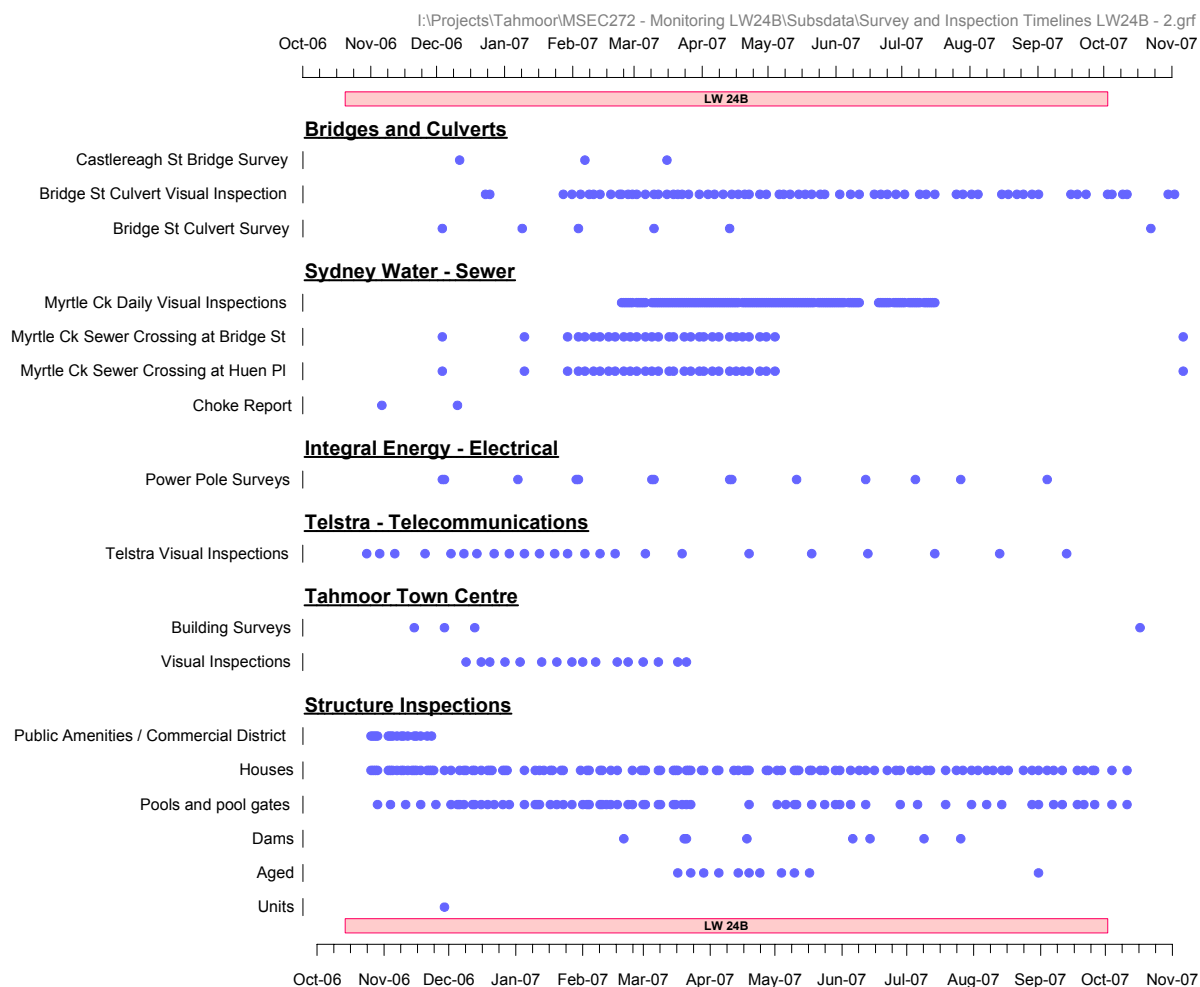 I:\Projects\Tahmoor\MSEC272 - Monitoring LW24B\Subsdata\Survey and Inspection Timelines LW24B - 2.grf
Oct-06 Nov-06 Dec-06 Jan-07 Feb-07 Mar-07 Apr-07 May-07 Jun-07 Jul-07 Aug-07 Sep-07 Oct-07 Nov-07
LW 24B
Bridges and Culverts
Castlereagh St Bridge Survey
Bridge St Culvert Visual Inspection
Bridge St Culvert Survey
Sydney Water - Sewer
Myrtle Ck Daily Visual Inspections
Myrtle Ck Sewer Crossing at Bridge St
Myrtle Ck Sewer Crossing at Huen Pl
Choke Report
Integral Energy - Electrical
Power Pole Surveys
Telstra - Telecommunications
Telstra Visual Inspections
Tahmoor Town Centre
Building Surveys
Visual Inspections
Structure Inspections
Public Amenities / Commercial District
Houses
Pools and pool gates
Dams
Aged
Units
LW 24B
Oct-06 Nov-06 Dec-06 Jan-07 Feb-07 Mar-07 Apr-07 May-07 Jun-07 Jul-07 Aug-07 Sep-07 Oct-07 Nov-07